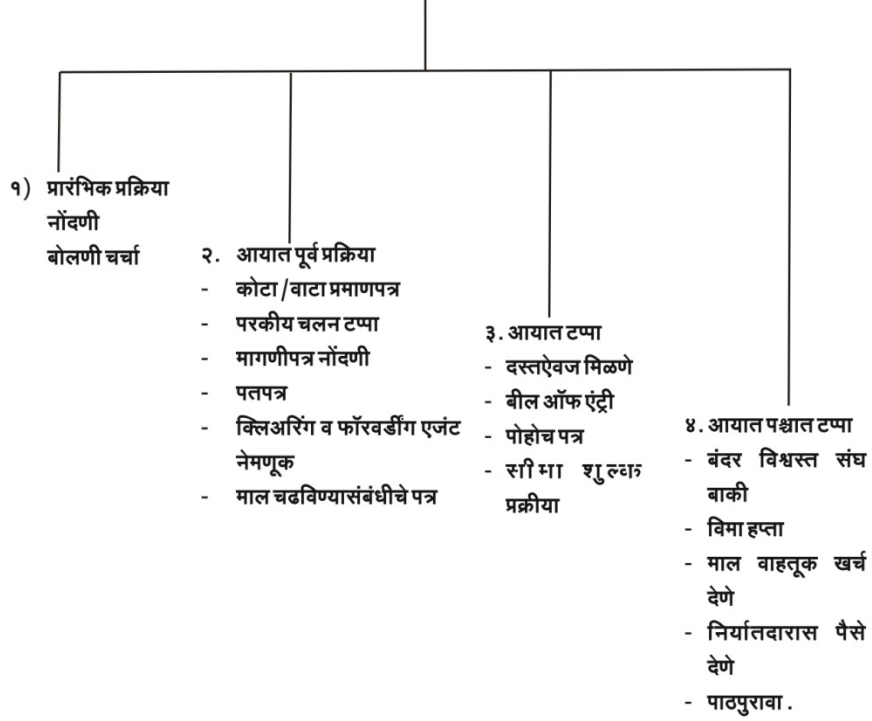 १) प्रारंभिक प्रक्रिया
नोंदणी
बोलणी चर्चा
२. आयात पूर्व प्रक्रिया
- कोटा / वाटा प्रमाणपत्र
- परकीय चलन टप्पा
- मागणीपत्र नोंदणी
- पतपत्र
- क्लिअरिंग व फॉरवर्डींग एजंट
नेमणूक
- माल चढविण्यासंबंधीचे पत्र
३. आयात टप्पा
- दस्तऐवज मिळणे
- बील ऑफ एंट्री
- पोहोच पत्र
- सीमा शुल्क
प्रक्रीया
४. आयात पश्चात टप्पा
- बंदर विश्वस्त संघ
बाकी
- विमा हप्ता
- माल वाहतूक खर्च
देणे
- निर्यातदारास पैसे
देणे
- पाठपुरावा .